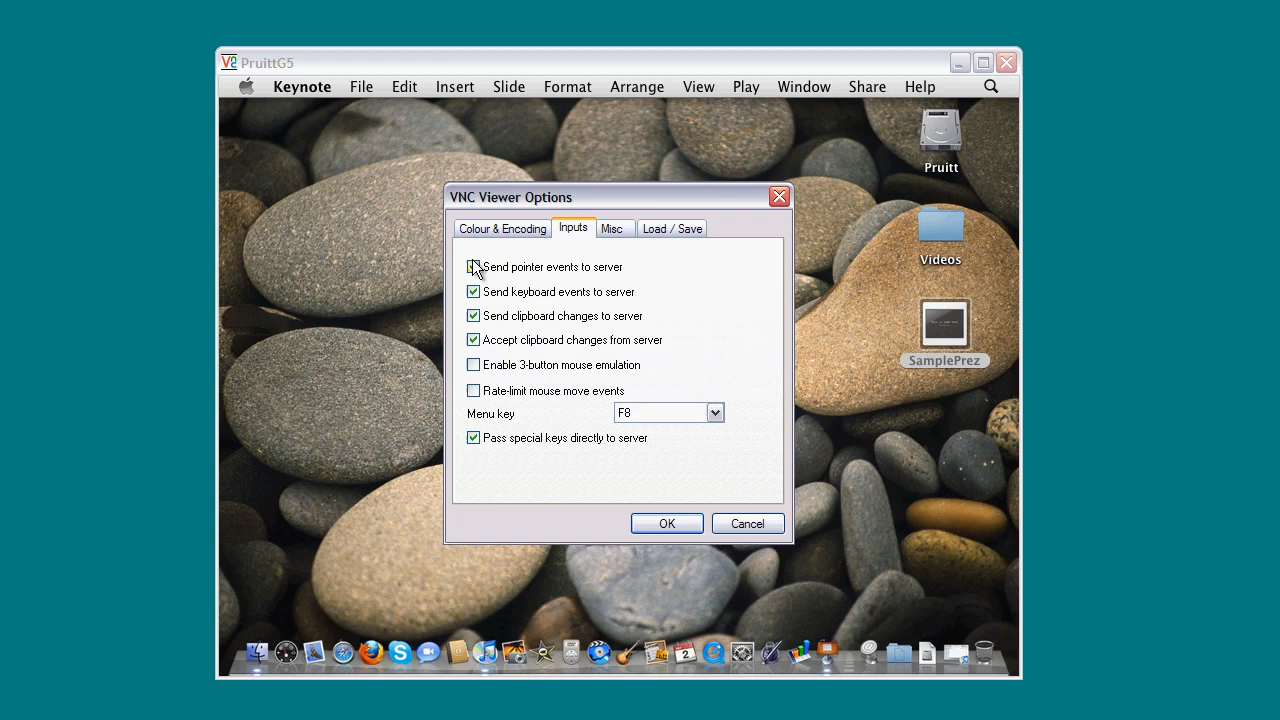 PruittG5
Keynote File Edit Insert Slide Format Arrange View Play Window Share Help
Pruitt
Videos
SamplePrez
VNC Viewer Options
Colour & Encoding Inputs Misc Load / Save
Send pointer events to server
Send keyboard events to server
Send clipboard changes to server
Accept clipboard changes from server
Enable 3-button mouse emulation
Rate-limit mouse move events
Menu key F8
Pass special keys directly to server
OK Cancel
2